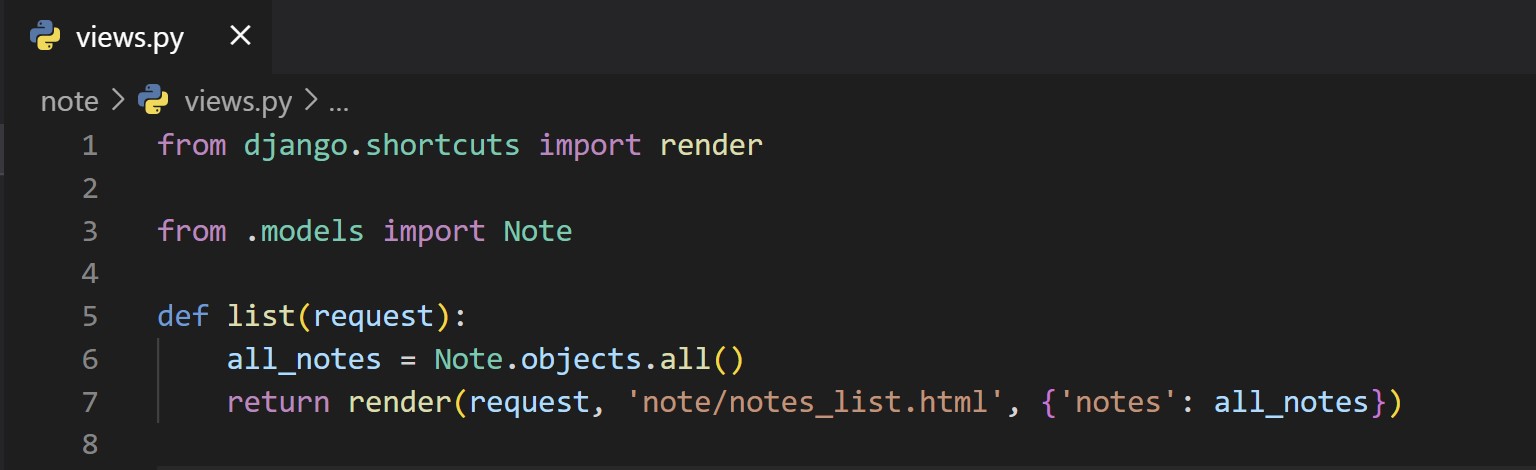 views.py
note > views.py > ...
1 from django.shortcuts import render
2
3 from .models import Note
4
5 def list(request):
6     all_notes = Note.objects.all()
7     return render(request, 'note/notes_list.html', {'notes': all_notes})
8